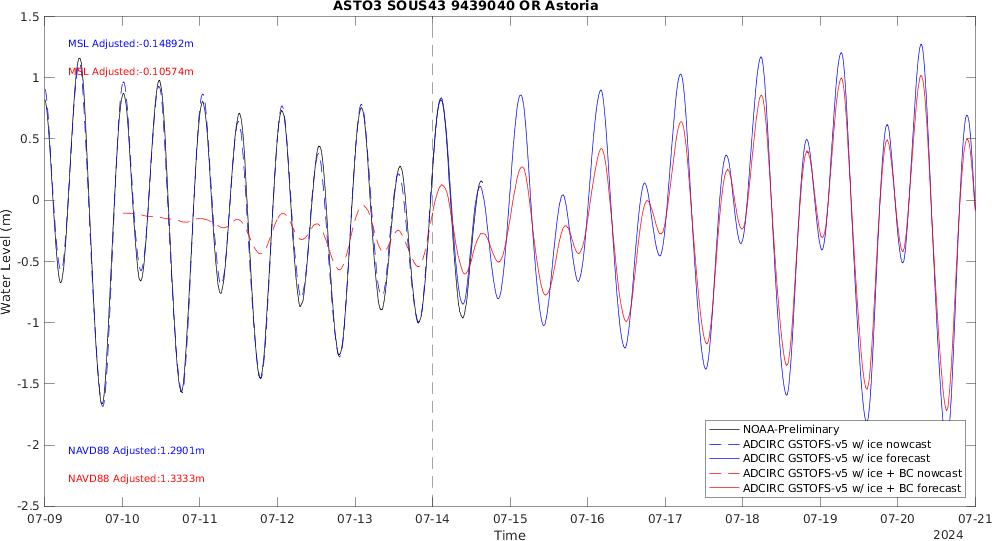 ASTO3 SOUS43 9439040 OR Astoria
1.5
1
0.5
0
-0.5
-1
-1.5
-2
-2.5
Water Level (m)
MSL Adjusted:-0.14892m
MSL Adjusted:-0.10574m
NAVD88 Adjusted:1.2901m
NAVD88 Adjusted:1.3333m
NOAA-Preliminary
ADCIRC GSTOFS-v5 w/ ice nowcast
ADCIRC GSTOFS-v5 w/ ice forecast
ADCIRC GSTOFS-v5 w/ ice + BC nowcast
ADCIRC GSTOFS-v5 w/ ice + BC forecast
07-09 07-10 07-11 07-12 07-13 07-14 07-15 07-16 07-17 07-18 07-19 07-20 07-21
Time
2024